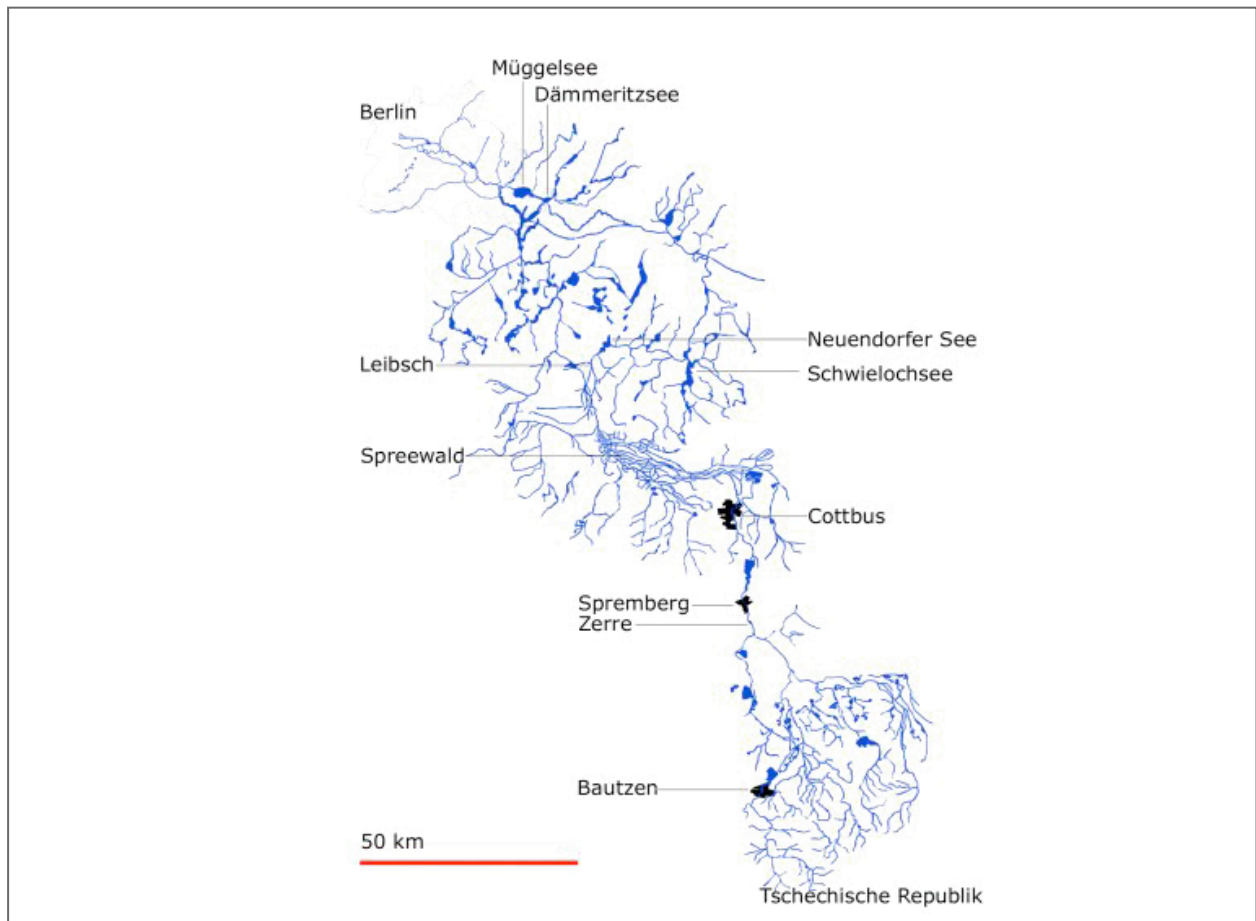 Müggelsee
Dämmeritzsee
Berlin
Neuendorfer See
Leibsch
Schwielochsee
Spreewald
Cottbus
Spremberg
Zerre
Bautzen
50 km
Tschechische Republik